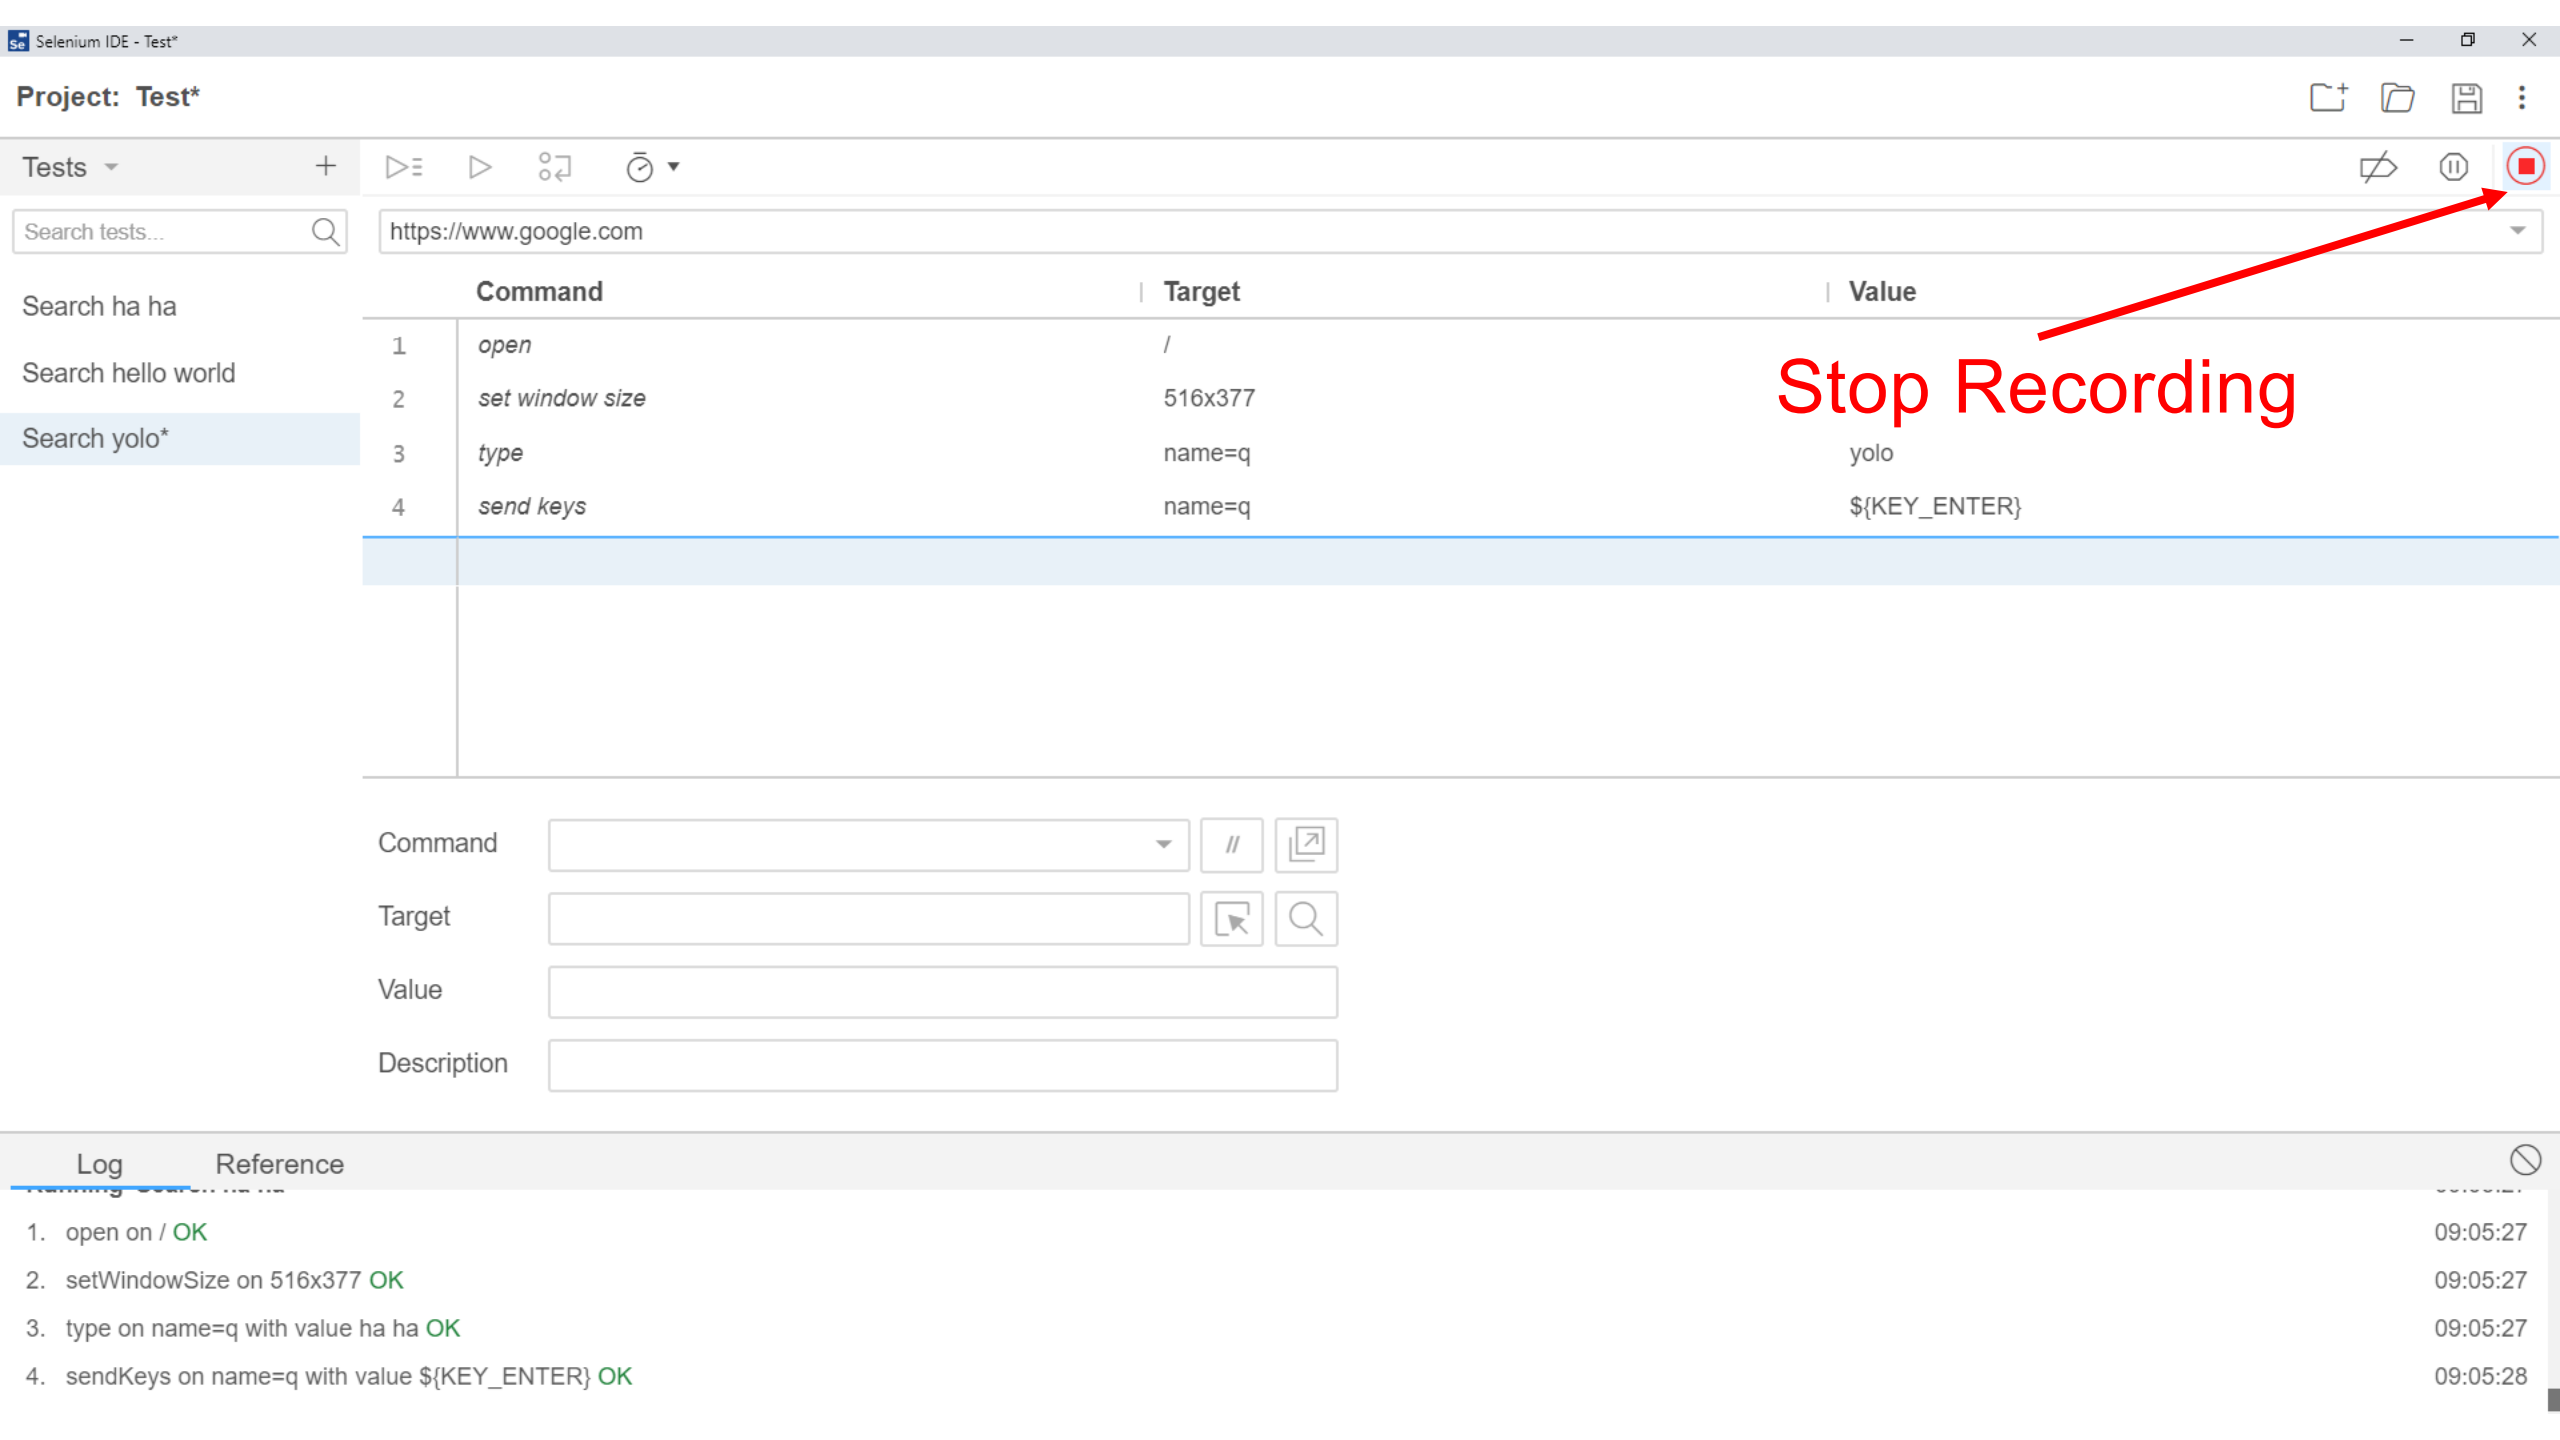 Se Selenium IDE - Test*
Project: Test*
Tests
Search tests...
https://www.google.com
Command Target Value
Search ha ha
Search hello world
Search yolo*
1 open /
2 set window size 516x377
Stop Recording
3 type name=q yolo
4 send keys name=q ${KEY_ENTER}
Command //
Target
Value
Description
Log Reference
1. open on / OK 09:05:27
2. setWindowSize on 516x377 OK 09:05:27
3. type on name=q with value ha ha OK 09:05:27
4. sendKeys on name=q with value ${KEY_ENTER} OK 09:05:28